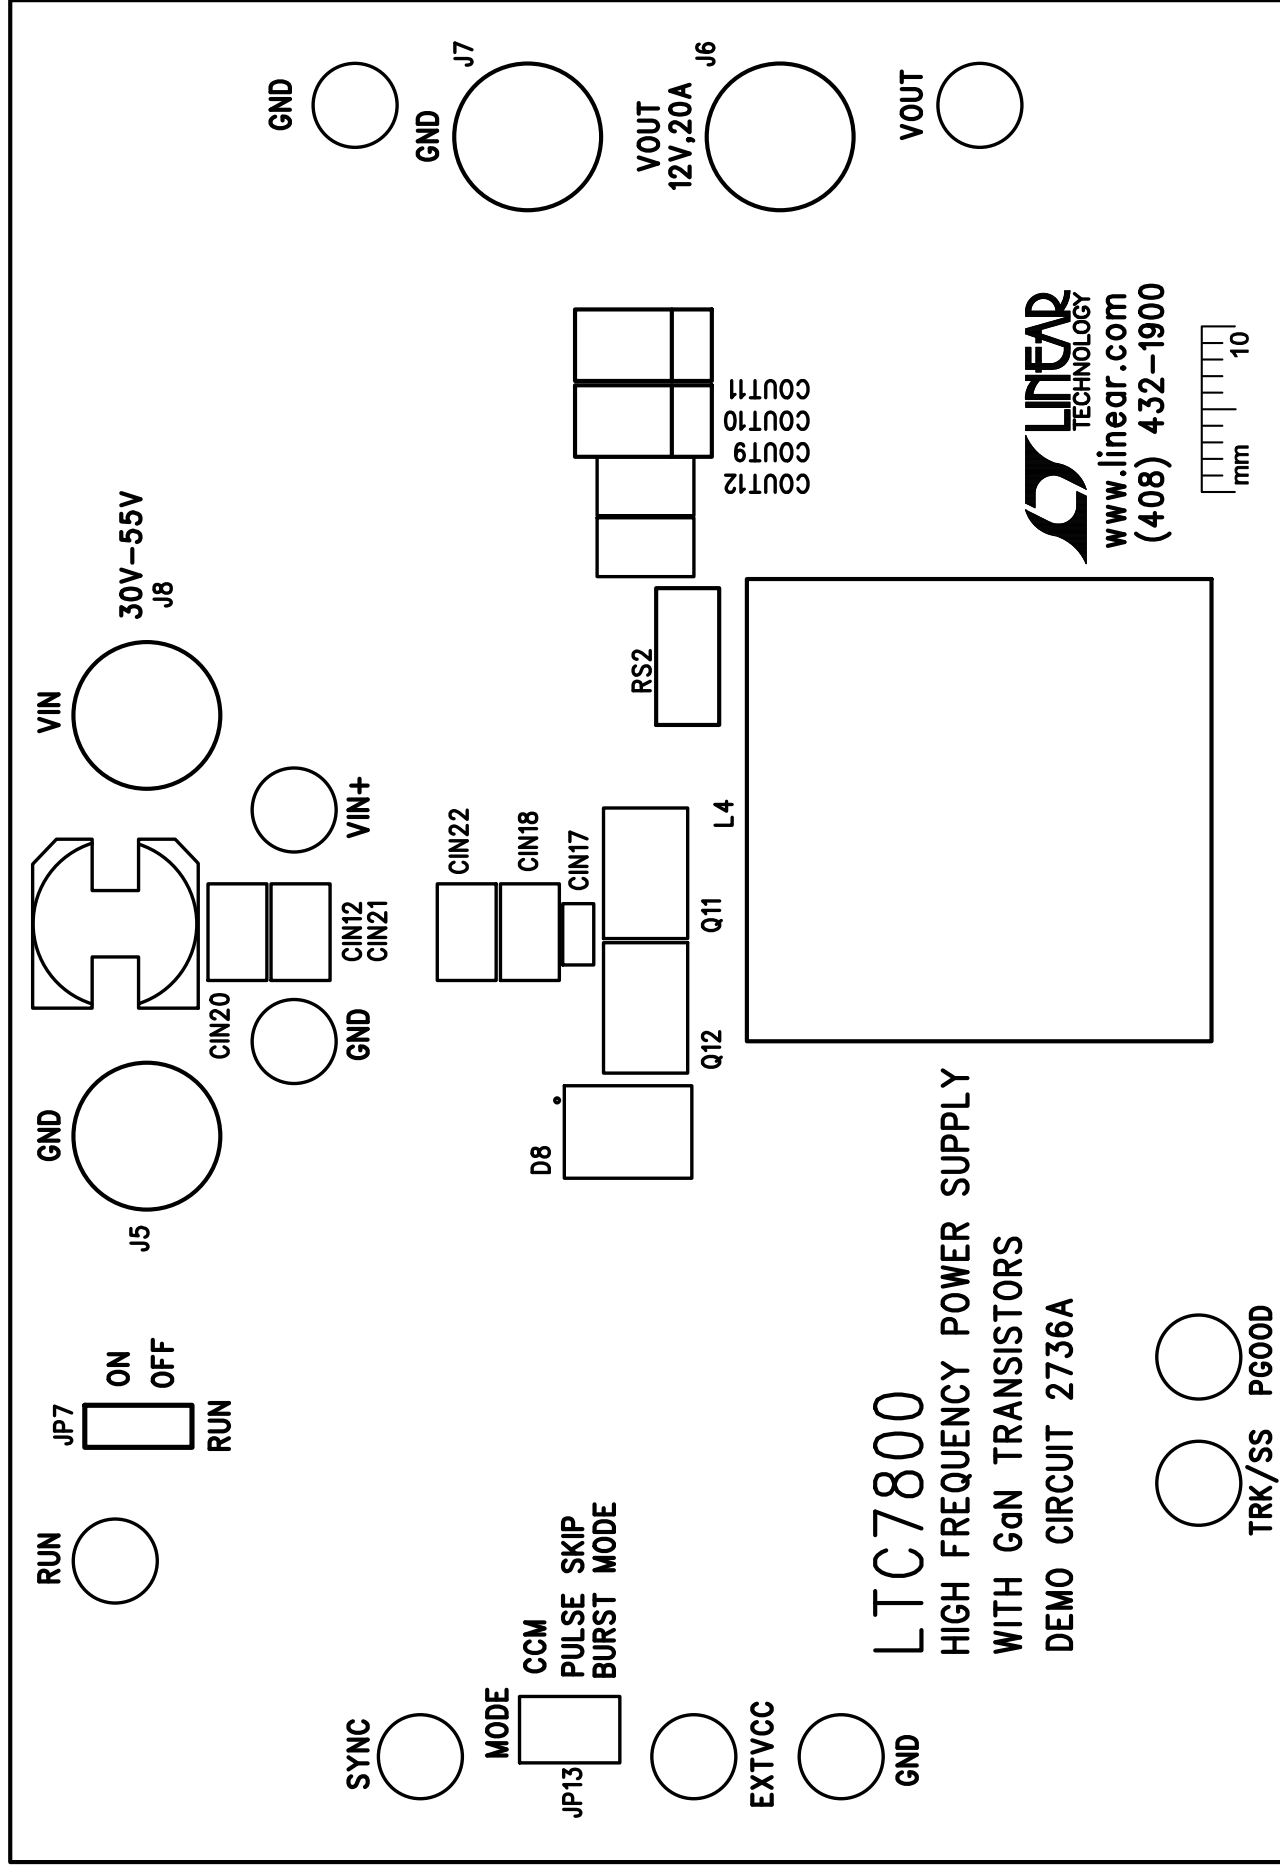 GND
J7
GND
J6
VOUT
12V,20A
VOUT
COUT11
COUT10
COUT9
COUT12
LINEAR
TECHNOLOGY
www.linear.com
(408) 432-1900
10
mm
30V-55V
J8
VIN
VIN+
RS2
L4
CIN22
CIN18
CIN17
CIN12
CIN21
CIN20
GND
Q11
Q12
D8
GND
J5
ON
OFF
JP7
RUN
RUN
SYNC
MODE
CCM
PULSE SKIP
BURST MODE
JP13
EXTVCC
GND
LTC7800
HIGH FREQUENCY POWER SUPPLY
WITH GaN TRANSISTORS
DEMO CIRCUIT 2736A
TRK/SS
PGOOD